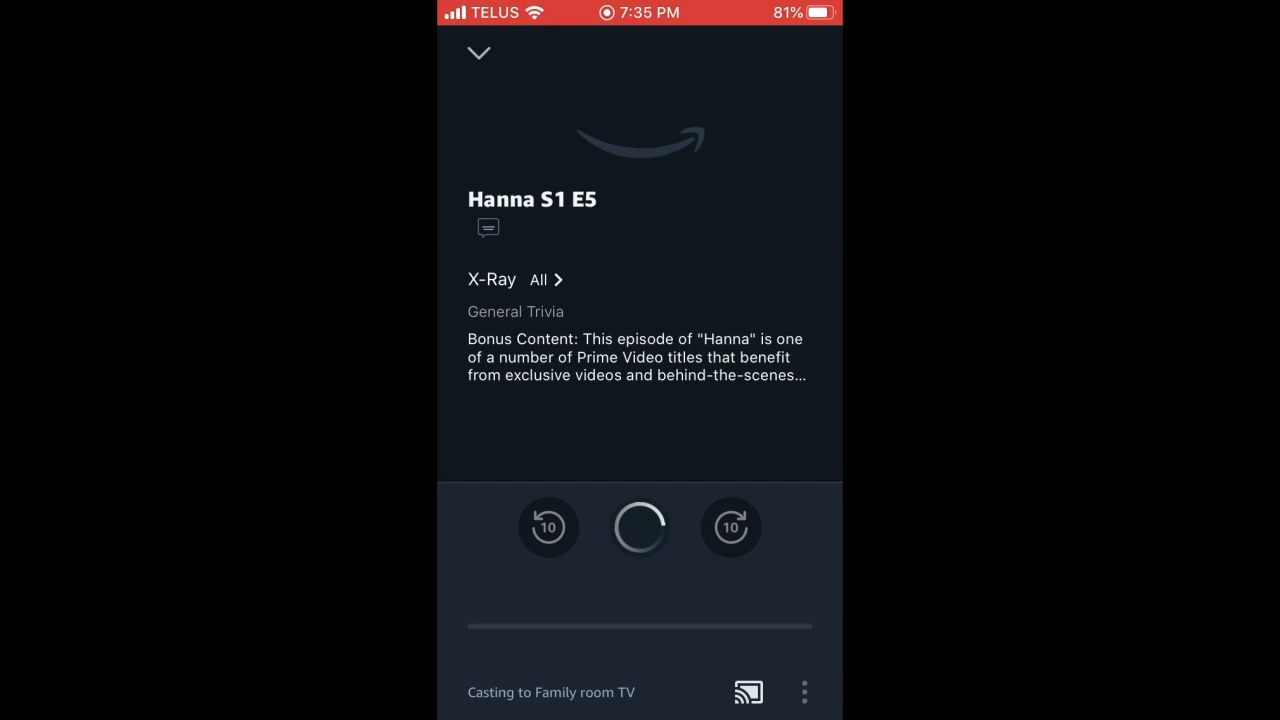 TELUS 7:35 PM 81%
Hanna S1 E5
X-Ray All
General Trivia
Bonus Content: This episode of "Hanna" is one
of a number of Prime Video titles that benefit
from exclusive videos and behind-the-scenes...
10 10
Casting to Family room TV